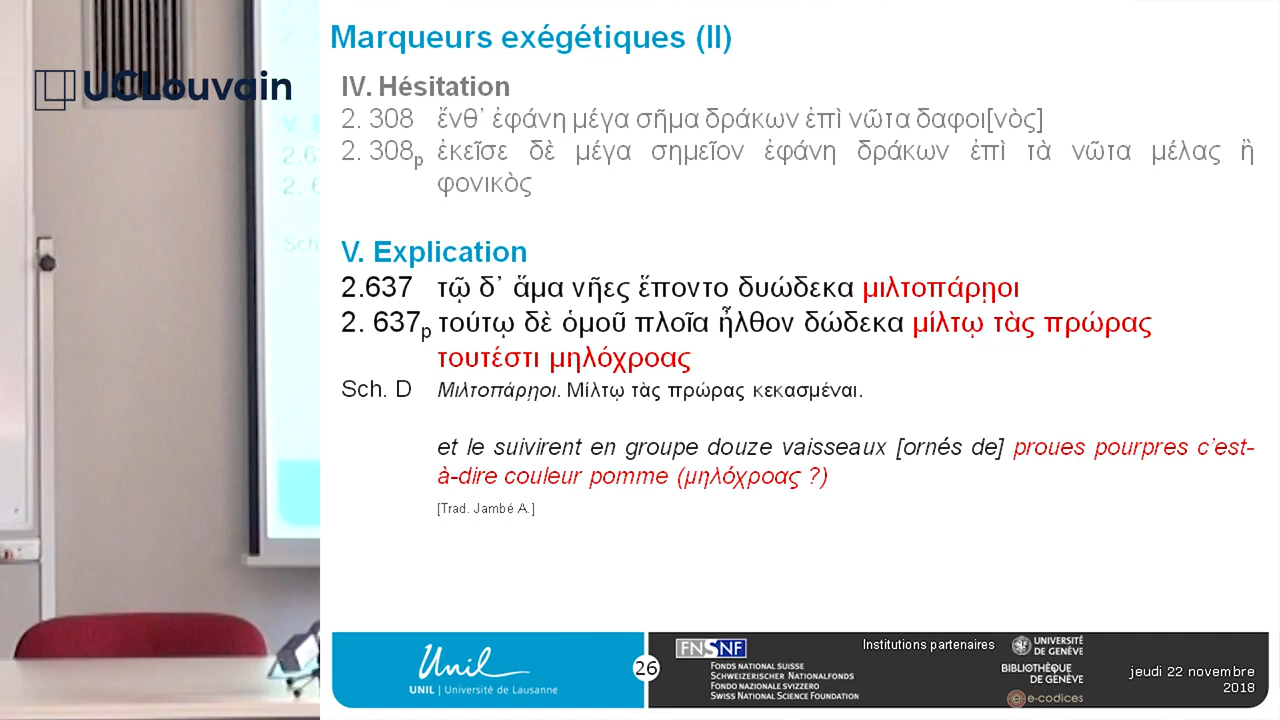 UCLouvain
Marqueurs exégétiques (II)
IV. Hésitation
2. 308 ἔνθ᾽ ἐφάνη μέγα σῆμα δράκων ἐπὶ νῶτα δαφοι[νὸς]
2. 308p ἐκεῖσε δὲ μέγα σημεῖον ἐφάνη δράκων ἐπὶ τὰ νῶτα μέλας ἢ
φονικὸς
V. Explication
2.637 τῷ δ᾽ ἅμα νῆες ἕποντο δυώδεκα μιλτοπάρῃοι
2. 637p τούτῳ δὲ ὁμοῦ πλοῖα ἦλθον δώδεκα μίλτῳ τὰς πρώρας
τουτέστι μηλόχροας
Sch. D Μιλτοπάρῃοι. Μίλτῳ τὰς πρώρας κεκασμέναι.
et le suivirent en groupe douze vaisseaux [ornés de] proues pourpres c'est-
à-dire couleur pomme (μηλόχροας ?)
[Trad. Jambé A.]
Unil
UNIL | Université de Lausanne
26
FNSNF
FONDS NATIONAL SUISSE
SCHWEIZERISCHER NATIONALFONDS
FONDO NAZIONALE SVIZZERO
SWISS NATIONAL SCIENCE FOUNDATION
Institutions partenaires
UNIVERSITÉ
DE GENÈVE
BIBLIOTHÈQUE
DE GENÈVE
e-codices
jeudi 22 novembre
2018